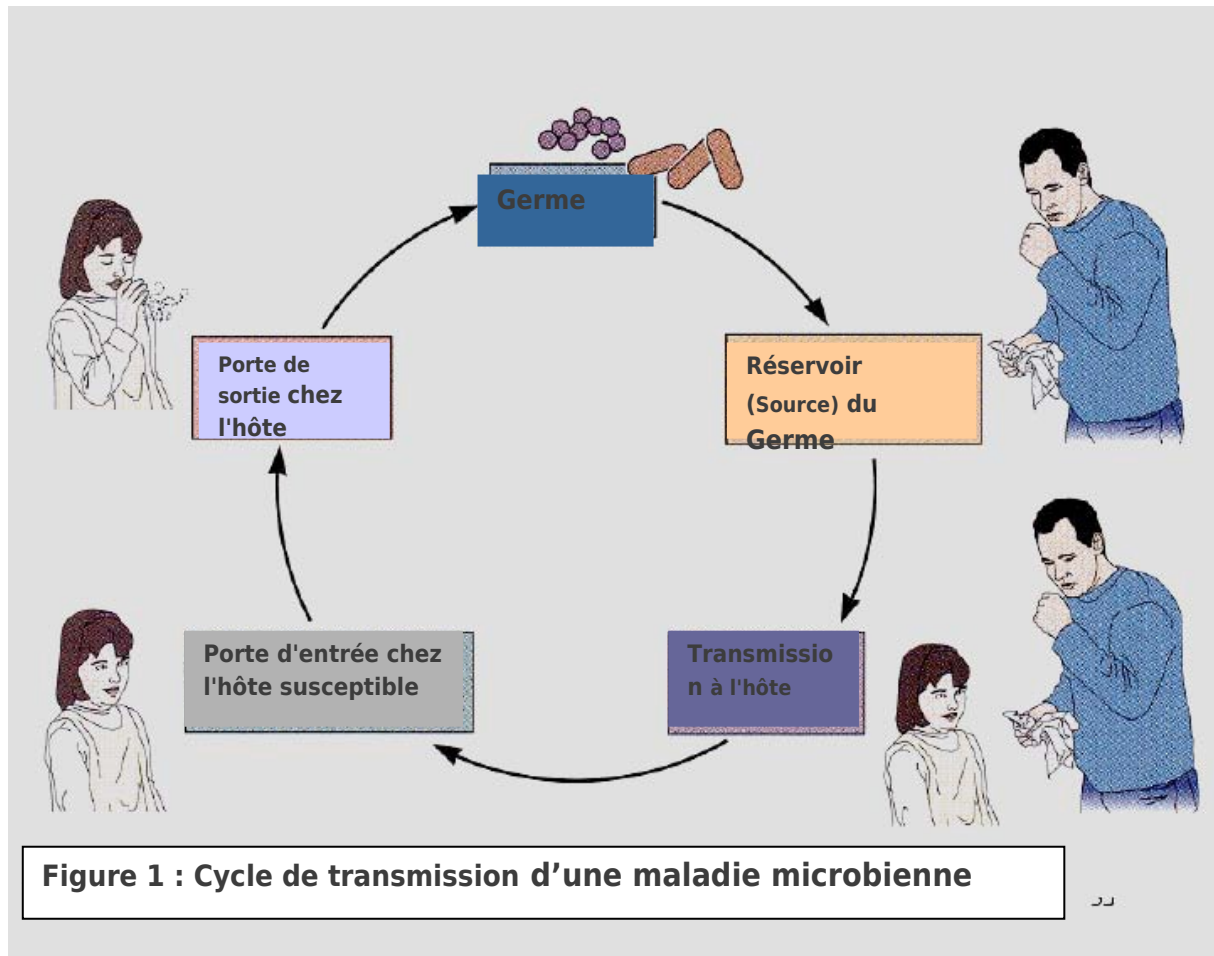 Germe
Porte de
sortie chez
l'hôte
Réservoir
(Source) du
Germe
Porte d'entrée chez
l'hôte susceptible
Transmissio
n à l'hôte
Figure 1 : Cycle de transmission d’une maladie microbienne